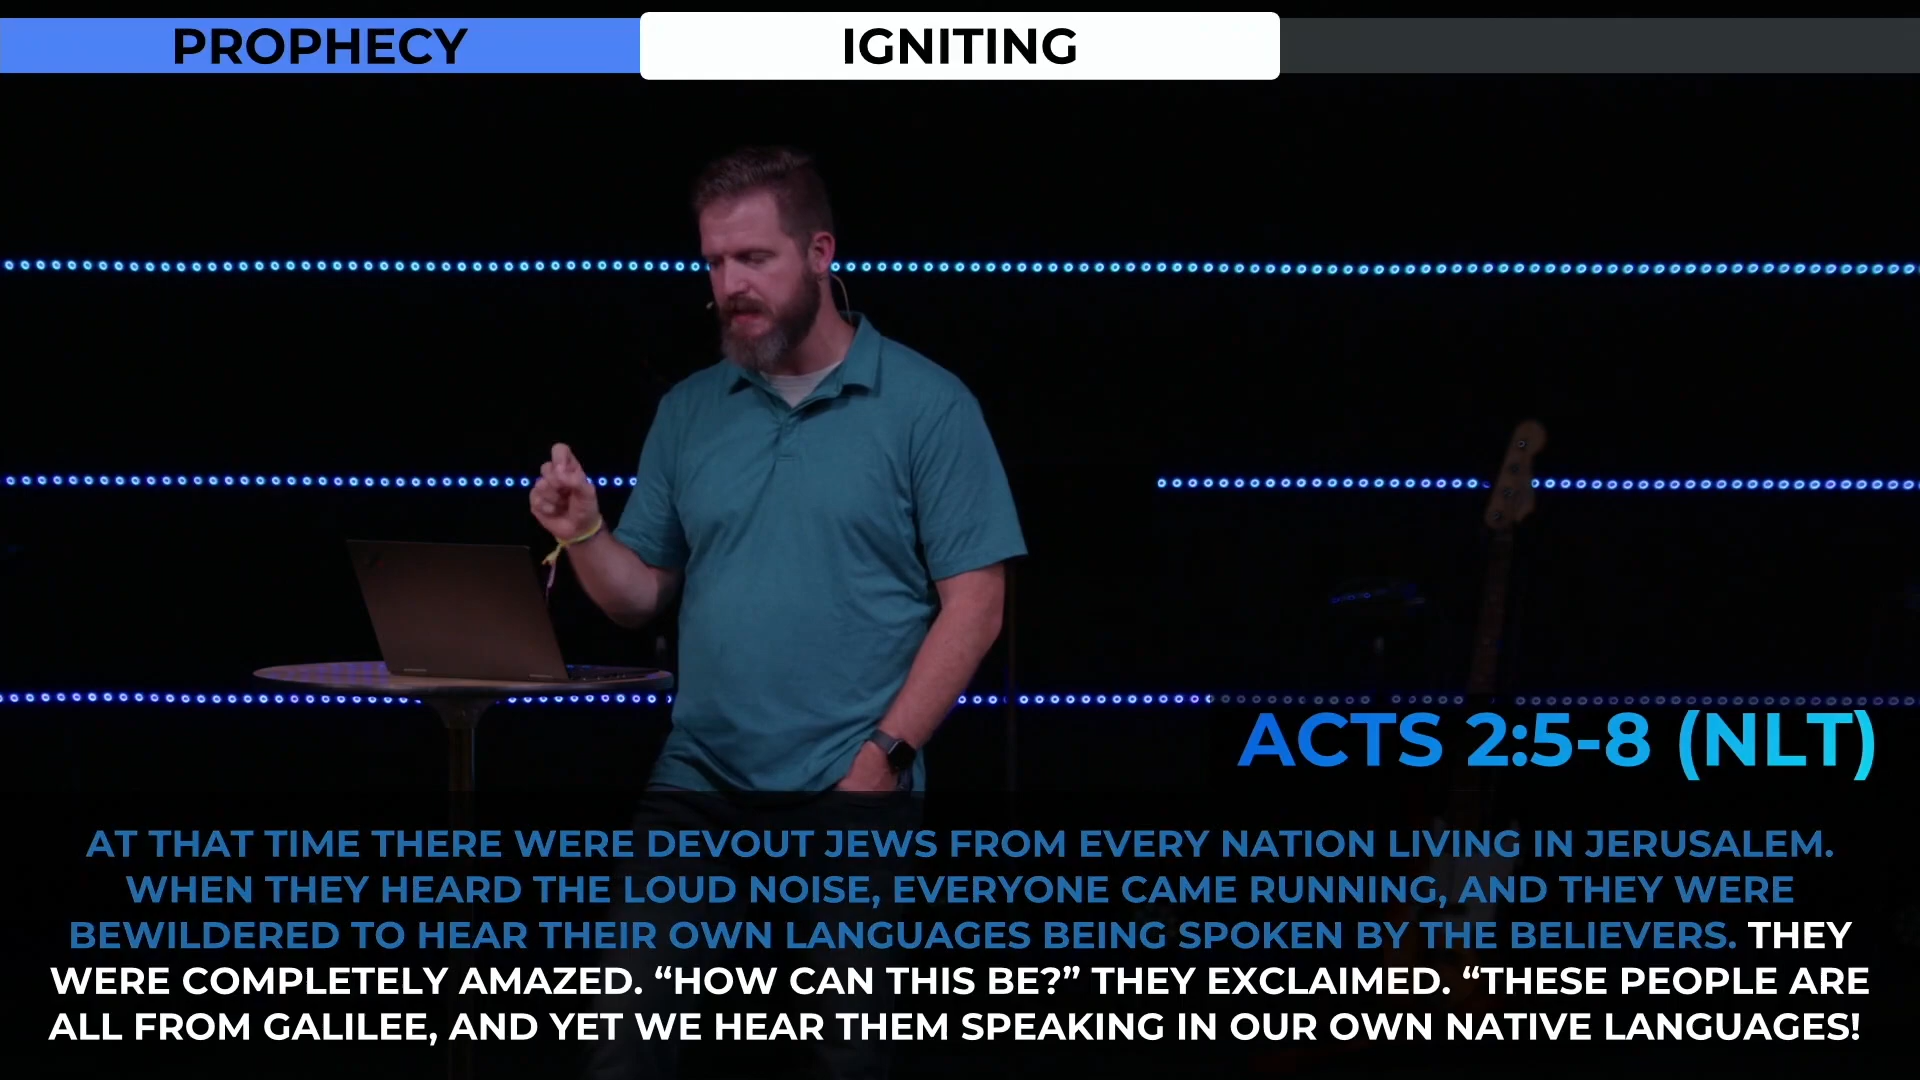 PROPHECY
IGNITING
ACTS 2:5-8 (NLT)
AT THAT TIME THERE WERE DEVOUT JEWS FROM EVERY NATION LIVING IN JERUSALEM.
WHEN THEY HEARD THE LOUD NOISE, EVERYONE CAME RUNNING, AND THEY WERE
BEWILDERED TO HEAR THEIR OWN LANGUAGES BEING SPOKEN BY THE BELIEVERS. THEY
WERE COMPLETELY AMAZED. “HOW CAN THIS BE?” THEY EXCLAIMED. “THESE PEOPLE ARE
ALL FROM GALILEE, AND YET WE HEAR THEM SPEAKING IN OUR OWN NATIVE LANGUAGES!